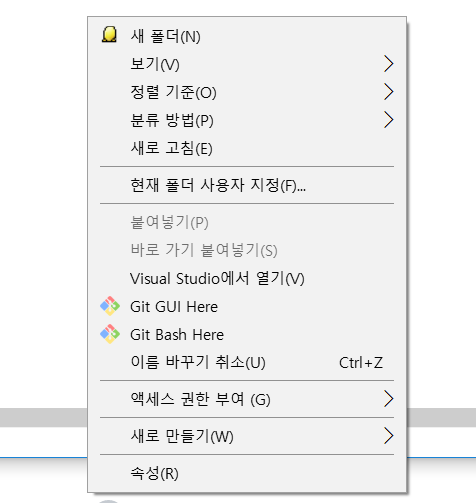 새 폴더(N)
보기(V)
정렬 기준(O)
분류 방법(P)
새로 고침(E)
현재 폴더 사용자 지정(F)...
붙여넣기(P)
바로 가기 붙여넣기(S)
Visual Studio에서 열기(V)
Git GUI Here
Git Bash Here
이름 바꾸기 취소(U) Ctrl+Z
액세스 권한 부여 (G)
새로 만들기(W)
속성(R)